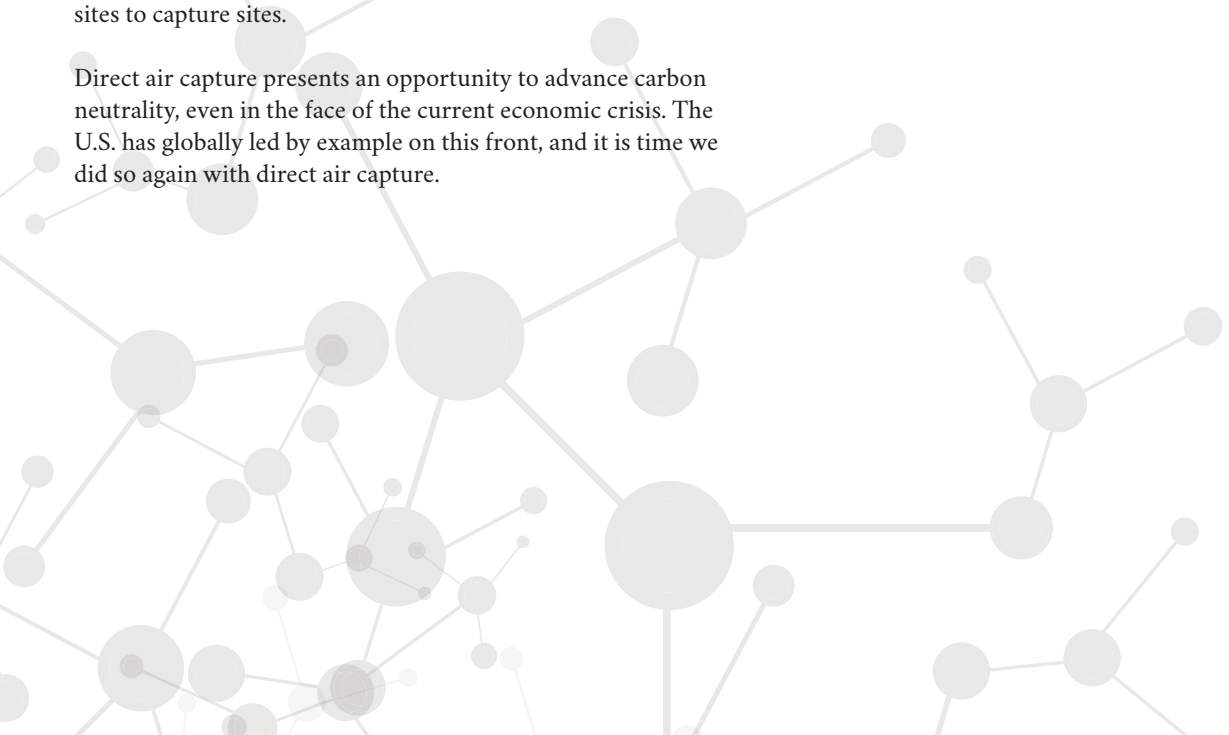 sites to capture sites.
Direct air capture presents an opportunity to advance carbon
neutrality, even in the face of the current economic crisis. The
U.S. has globally led by example on this front, and it is time we
did so again with direct air capture.